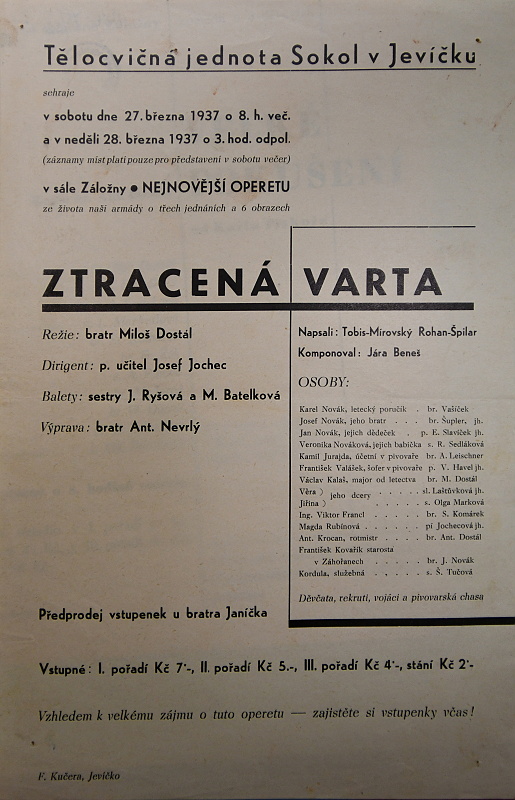 Tělocvičná jednota Sokol v Jevíčku
sehraje
v sobotu dne 27. března 1937 o 8. h. več.
a v neděli 28. března 1937 o 3. hod. odpol.
(záznamy míst platí pouze pro představení v sobotu večer)
v sále Záložny ● NEJNOVĚJŠÍ OPERETU
ze života naší armády o třech jednáních a 6 obrazech
ZTRACENÁ VARTA
Režie: bratr Miloš Dostál
Dirigent: p. učitel Josef Jochec
Balety: sestry J. Ryšová a M. Batelková
Výprava: bratr Ant. Nevrlý
Napsali: Tobis-Mírovský Rohan-Špilar
Komponoval: Jára Beneš
OSOBY:
Karel Novák, letecký poručík . br. Vašíček
Josef Novák, jeho bratr . . . br. Šupler, jh.
Jan Novák, jejich dědeček . p. E. Slavíček jh.
Veronika Nováková, jejich babička s. R. Sedláková
Kamil Jurajda, účetní v pivovaře br. A. Leischner
František Valášek, šofer v pivovaře p. V. Havel jh.
Václav Kalaš, major od letectva br. M. Dostál
Věra ) jeho dcery . . . . . sl. Laštůvková jh.
Jiřina ) . . . . . s. Olga Marková
Ing. Viktor Francl . . . . br. S. Komárek
Magda Rubínová . . . . . pí Jochecová jh.
Ant. Krocan, rotmistr . . . . br. Ant. Dostál
František Kovařík starosta
v Záhořanech . . . . . br. J. Novák
Kordula, služebná . . . . . s. Š. Tučová
Děvčata, rekruti, vojáci a pivovarská chasa
Předprodej vstupenek u bratra Janíčka
Vstupné: I. pořadí Kč 7·-, II. pořadí Kč 5.-, III. pořadí Kč 4·-, stání Kč 2·-
Vzhledem k velkému zájmu o tuto operetu — zajistěte si vstupenky včas!
F. Kučera, Jevíčko